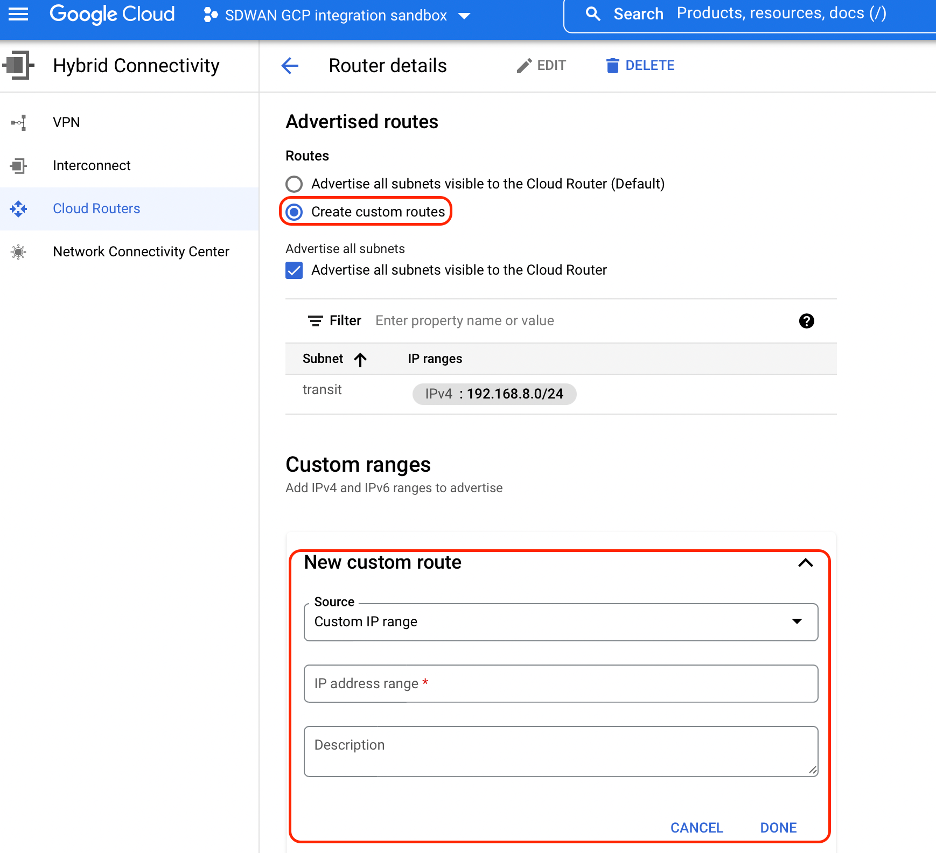 Google Cloud SDWAN GCP integration sandbox Search Products, resources, docs (/)
Hybrid Connectivity
Router details EDIT DELETE
VPN
Interconnect
Cloud Routers
Network Connectivity Center
Advertised routes
Routes
Advertise all subnets visible to the Cloud Router (Default)
Create custom routes
Advertise all subnets
Advertise all subnets visible to the Cloud Router
Filter Enter property name or value ?
Subnet IP ranges
transit IPv4 : 192.168.8.0/24
Custom ranges
Add IPv4 and IPv6 ranges to advertise
New custom route
Source
Custom IP range
IP address range *
Description
CANCEL DONE